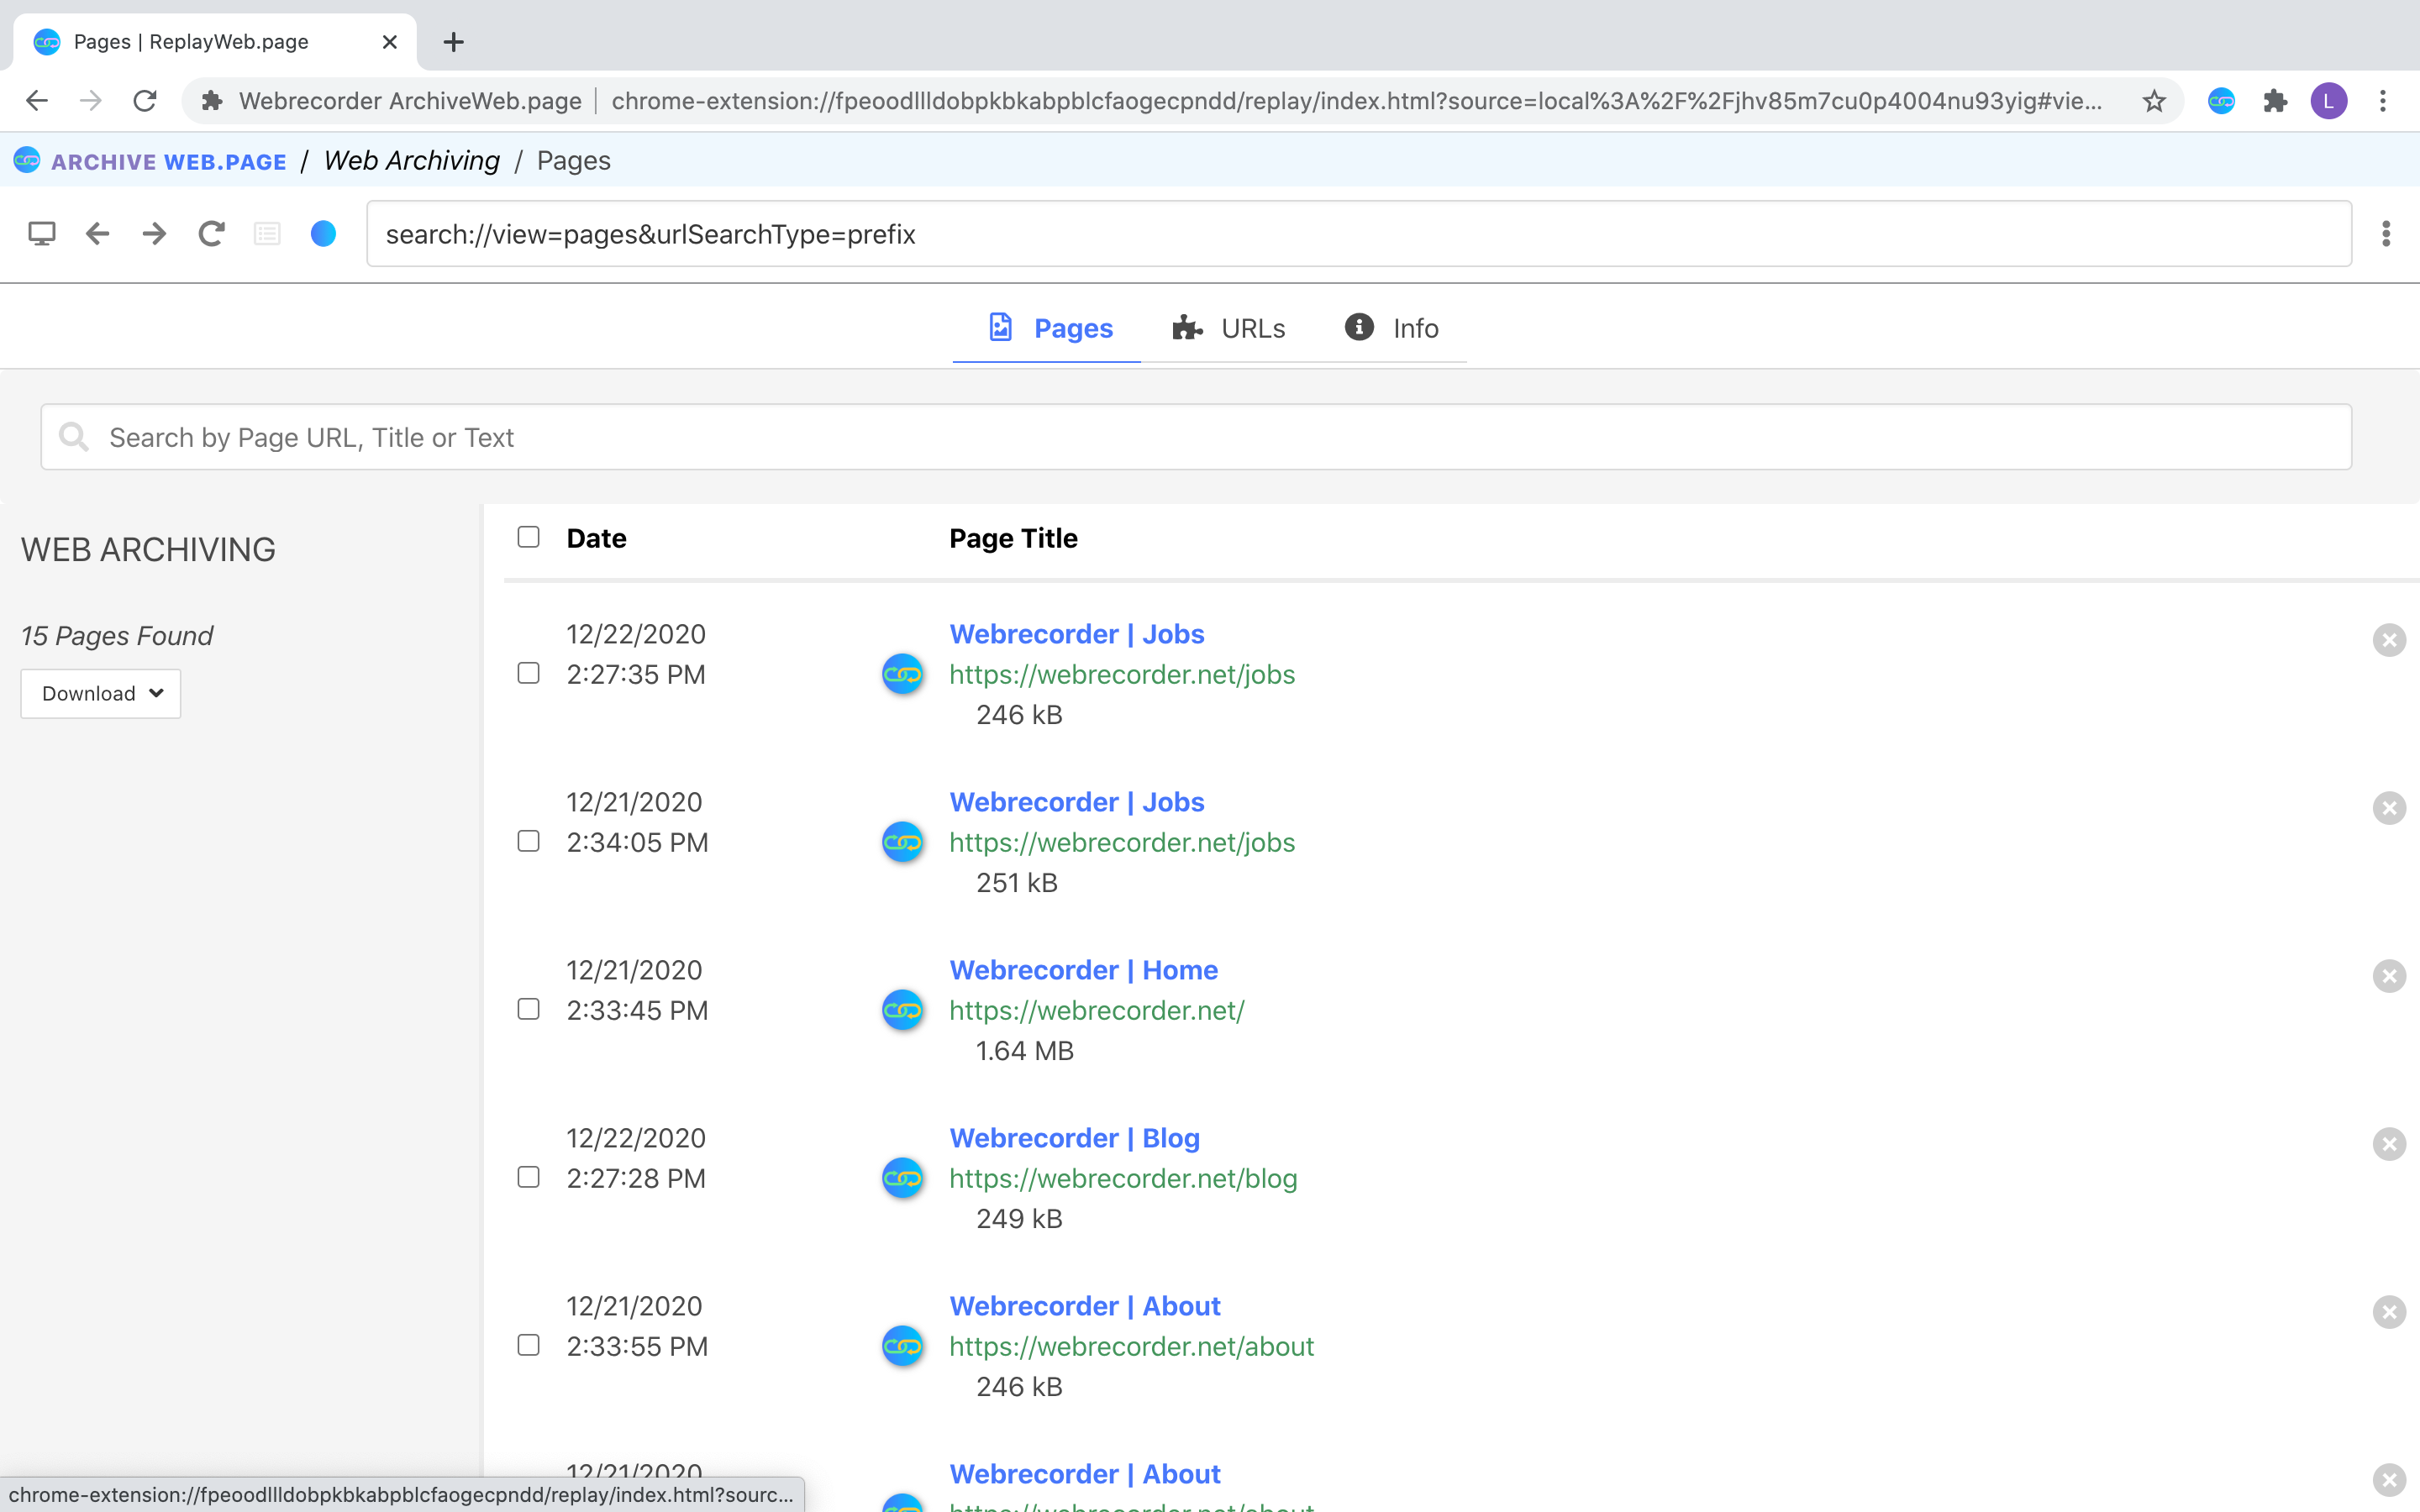 Pages | ReplayWeb.page
Webrecorder ArchiveWeb.page | chrome-extension://fpeoodllldobpkbkabpblcfaogecpndd/replay/index.html?source=local%3A%2F%2Fjhv85m7cu0p4004nu93yig#vie... L
ARCHIVE WEB.PAGE / Web Archiving / Pages
search://view=pages&urlSearchType=prefix
Pages URLs Info
Search by Page URL, Title or Text
WEB ARCHIVING
15 Pages Found
Download
Date Page Title
12/22/2020 Webrecorder | Jobs
2:27:35 PM https://webrecorder.net/jobs
246 kB
12/21/2020 Webrecorder | Jobs
2:34:05 PM https://webrecorder.net/jobs
251 kB
12/21/2020 Webrecorder | Home
2:33:45 PM https://webrecorder.net/
1.64 MB
12/22/2020 Webrecorder | Blog
2:27:28 PM https://webrecorder.net/blog
249 kB
12/21/2020 Webrecorder | About
2:33:55 PM https://webrecorder.net/about
246 kB
12/21/2020 Webrecorder | About
https://webrecorder.net/about
chrome-extension://fpeoodllldobpkbkabpblcfaogecpndd/replay/index.html?sourc...